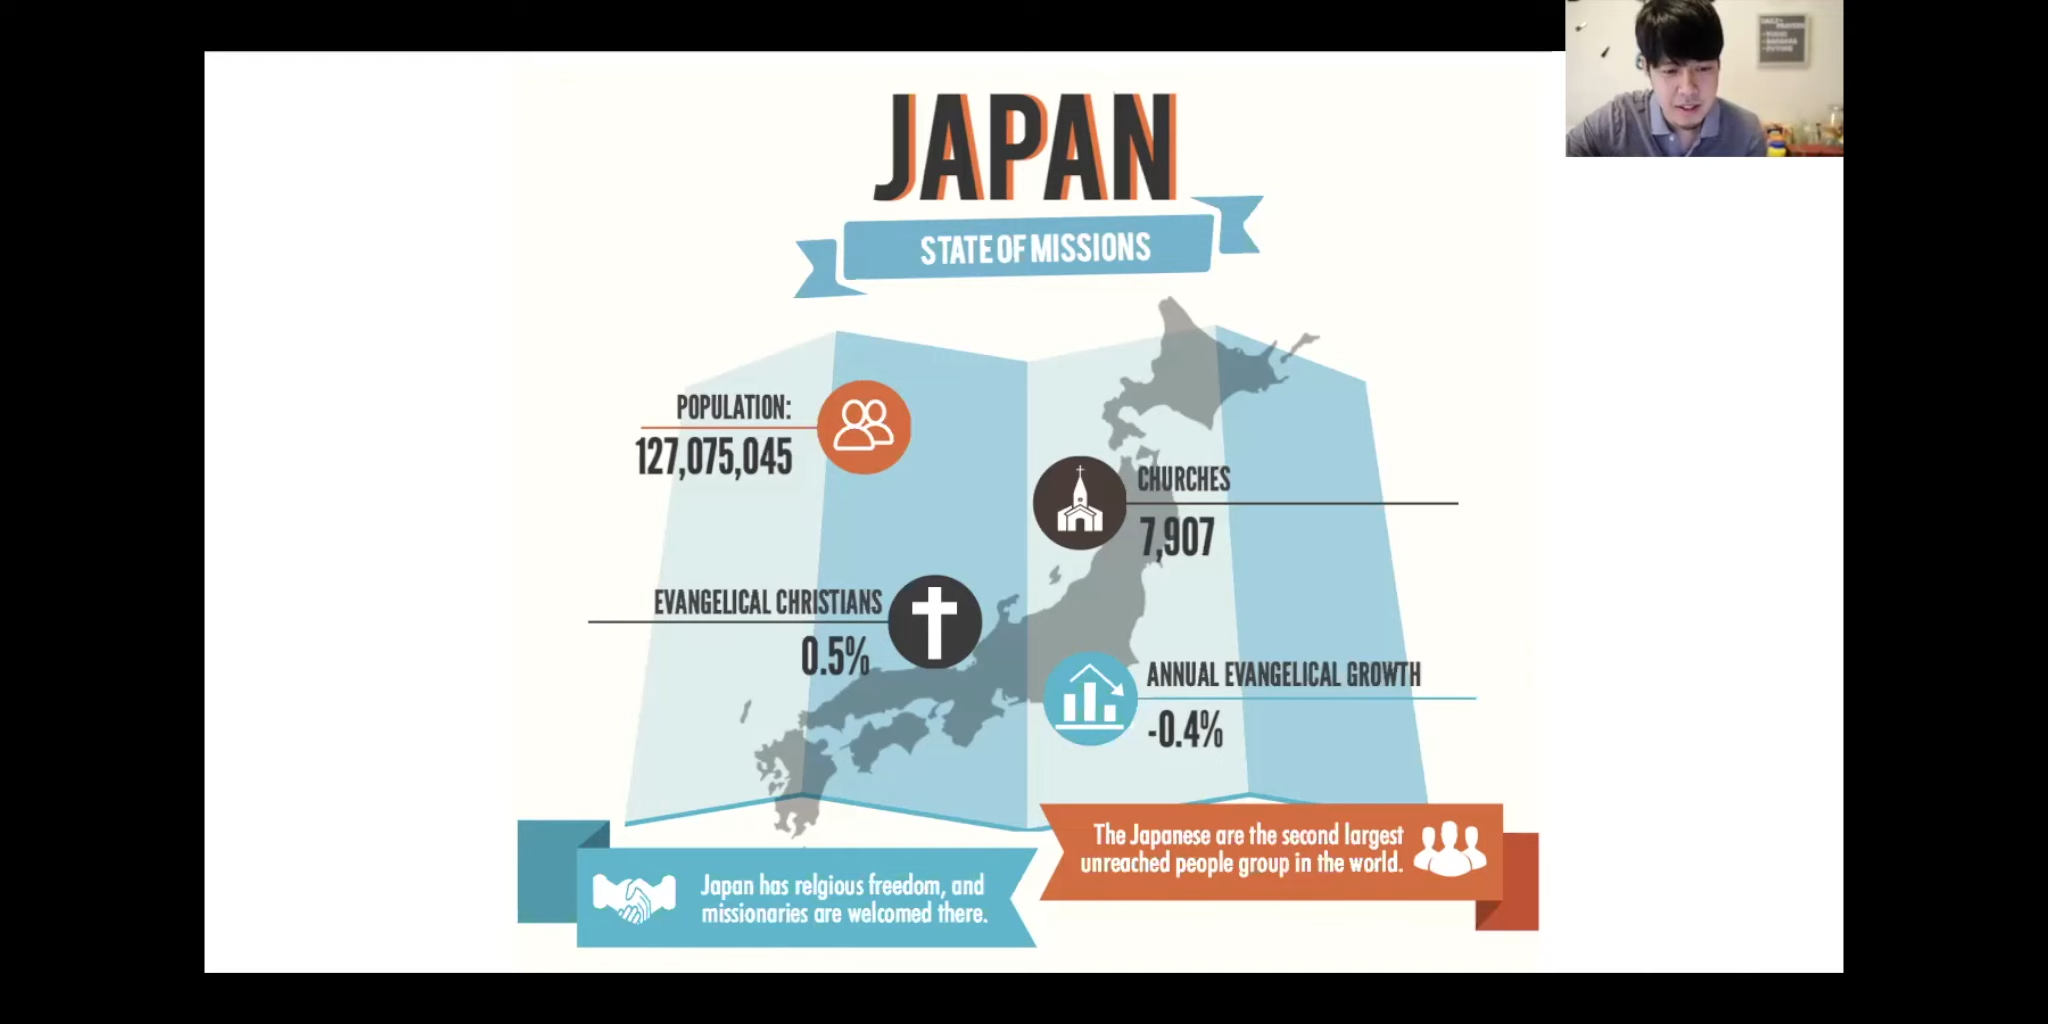 JAPAN
STATE OF MISSIONS
POPULATION:
127,075,045
CHURCHES
7,907
EVANGELICAL CHRISTIANS
0.5%
ANNUAL EVANGELICAL GROWTH
-0.4%
The Japanese are the second largest
unreached people group in the world.
Japan has relgious freedom, and
missionaries are welcomed there.